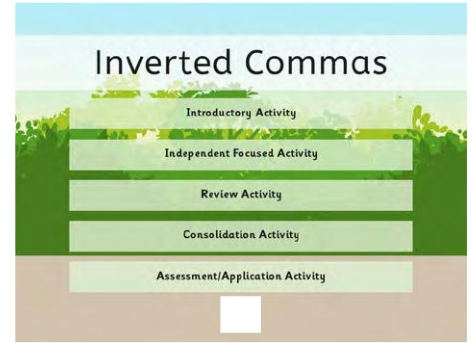 Inverted Commas
Introductory Activity
Independent Focused Activity
Review Activity
Consolidation Activity
Assessment/Application Activity